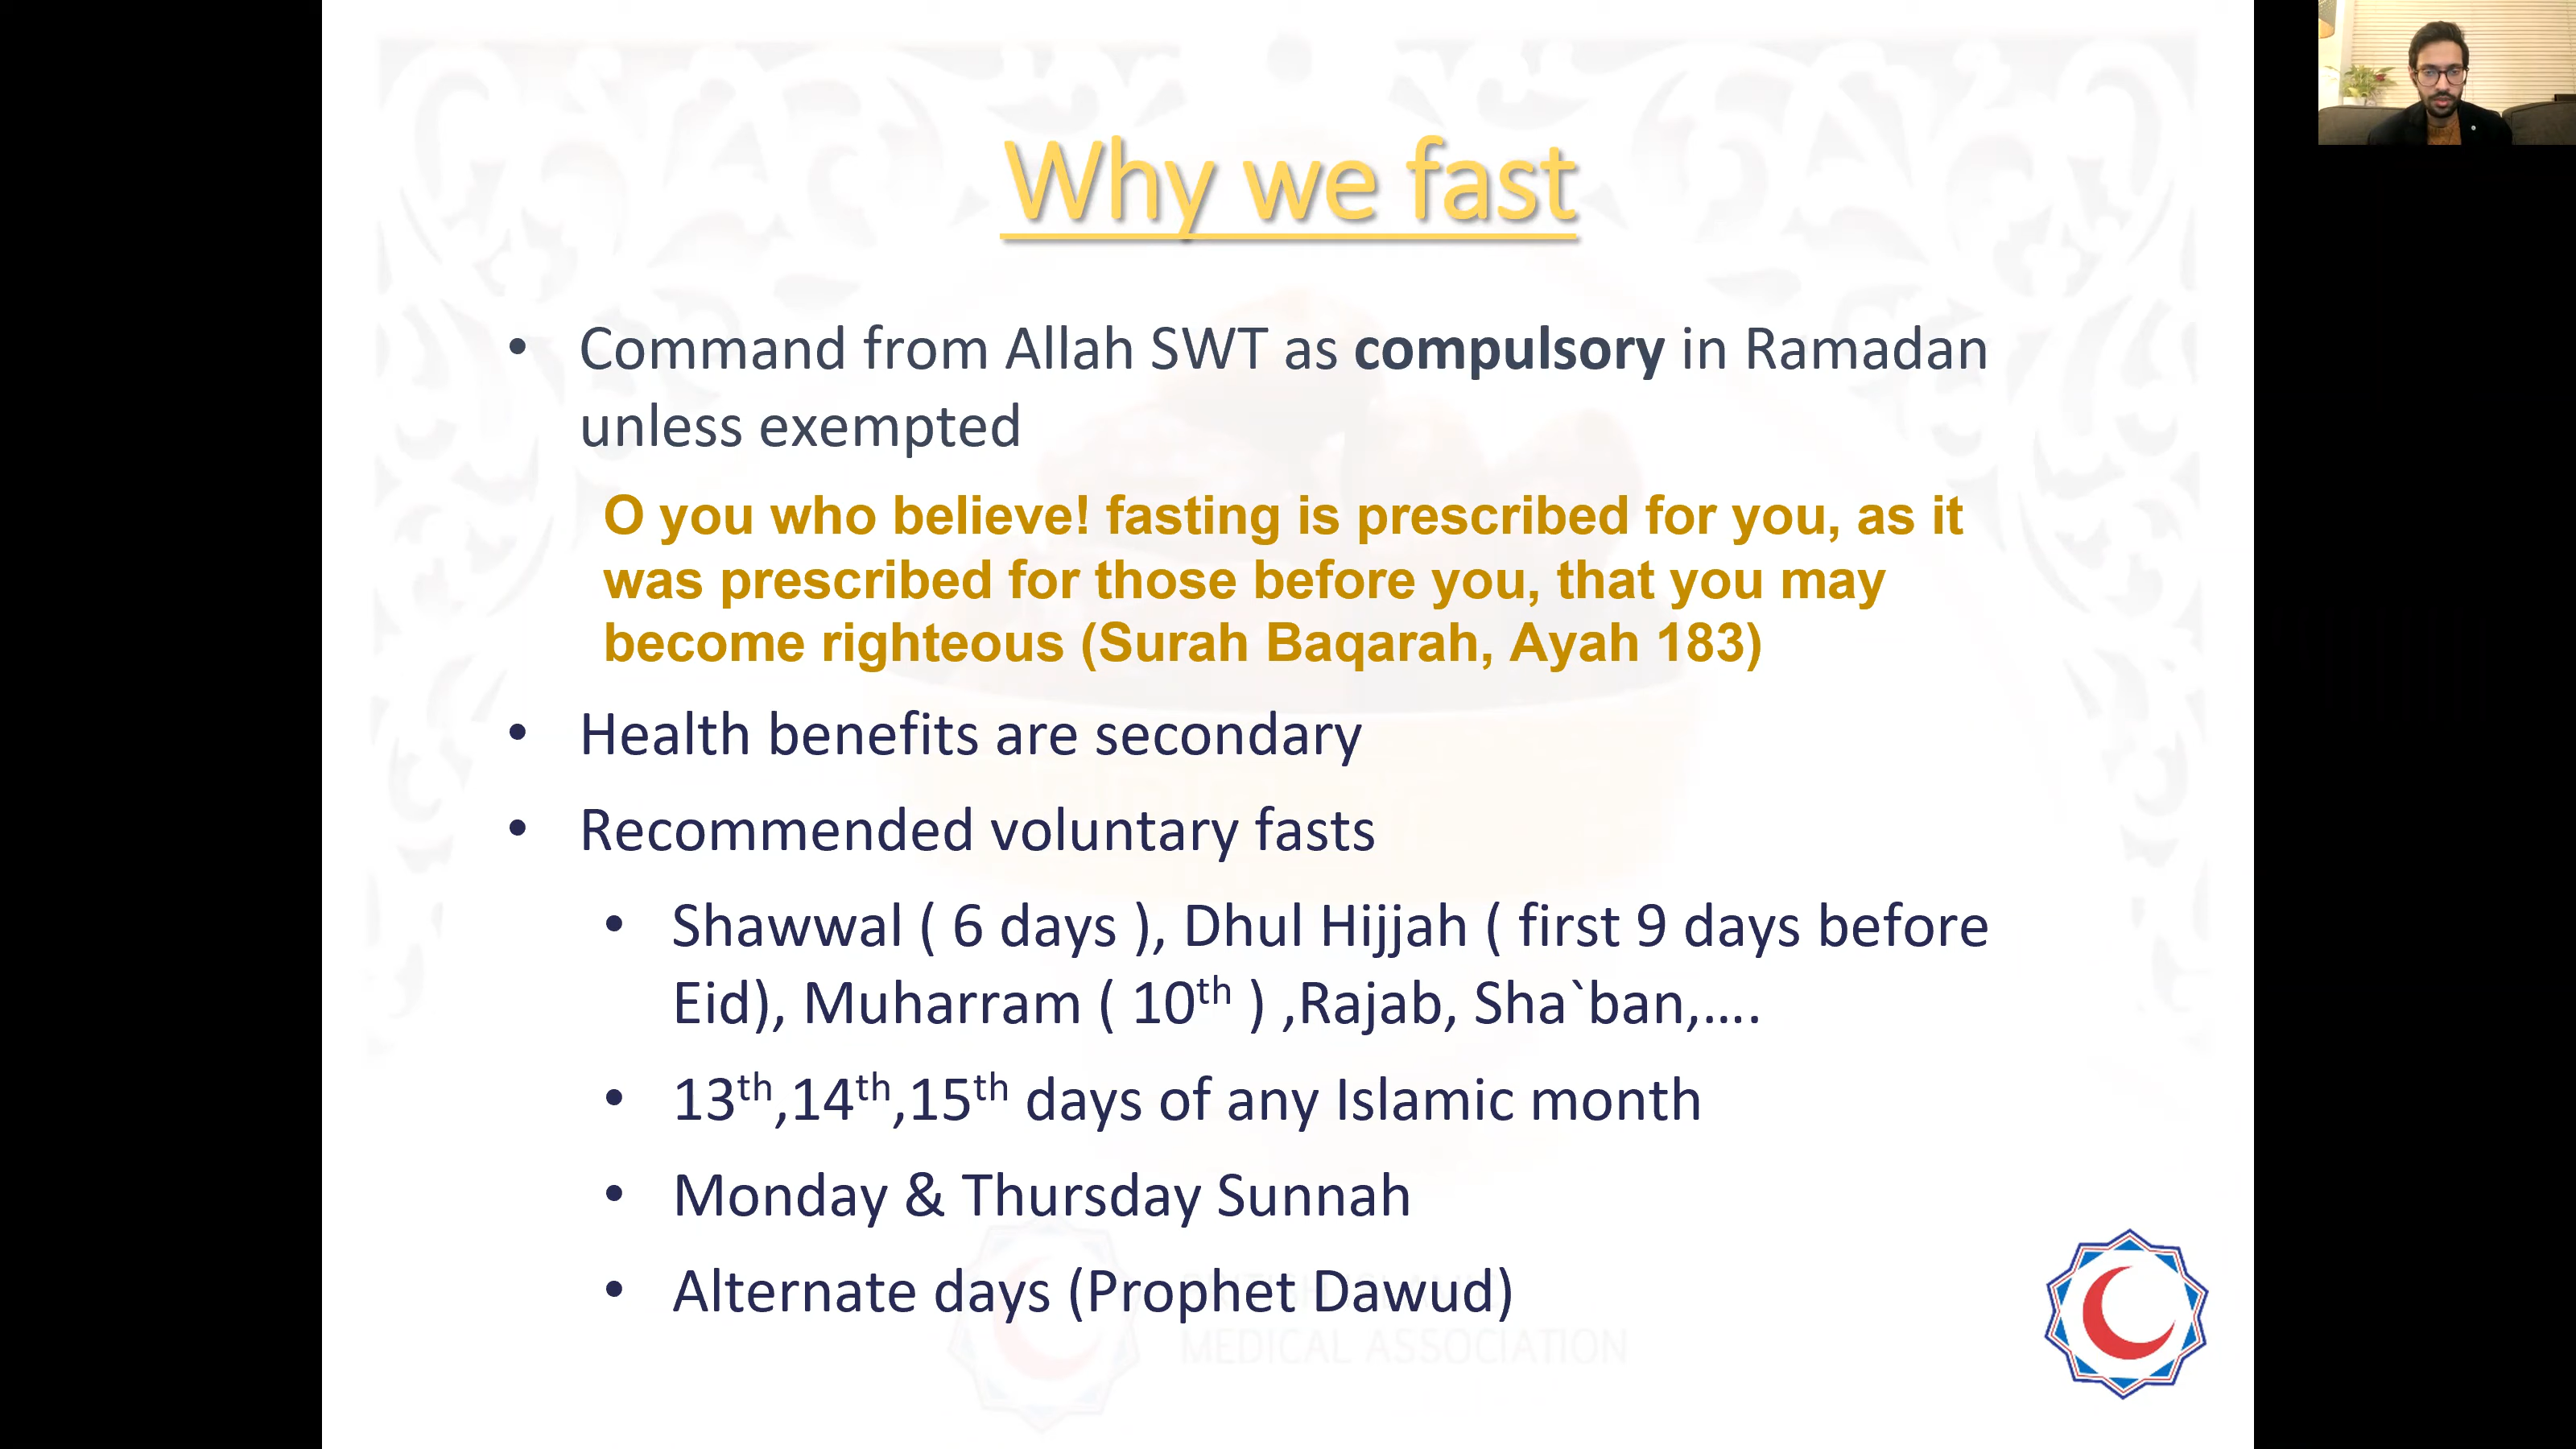 Why we fast
• Command from Allah SWT as compulsory in Ramadan
unless exempted
O you who believe! fasting is prescribed for you, as it
was prescribed for those before you, that you may
become righteous (Surah Baqarah, Ayah 183)
• Health benefits are secondary
• Recommended voluntary fasts
• Shawwal ( 6 days ), Dhul Hijjah ( first 9 days before
Eid), Muharram ( 10th ) ,Rajab, Sha`ban,….
• 13th,14th,15th days of any Islamic month
• Monday & Thursday Sunnah
• Alternate days (Prophet Dawud)
MEDICAL ASSOCIATION